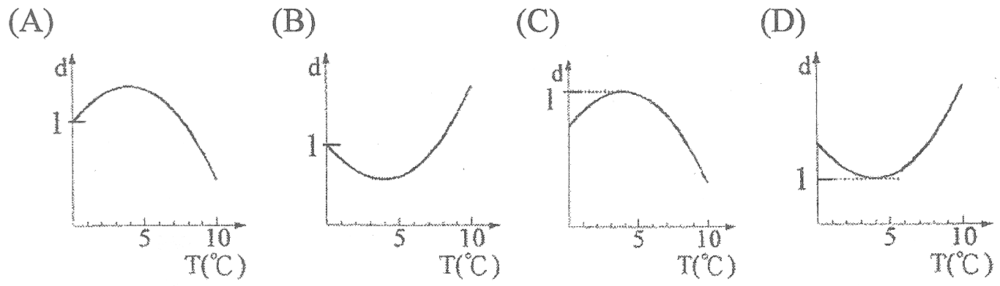 (A) (B) (C) (D)
d d d d
1 1 1 1
5 10 5 10 5 10 5 10
T(℃) T(℃) T(℃) T(℃)